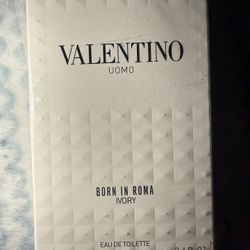 VALENTINO
UOMO
BORN IN ROMA
IVORY
EAU DE TOILETTE